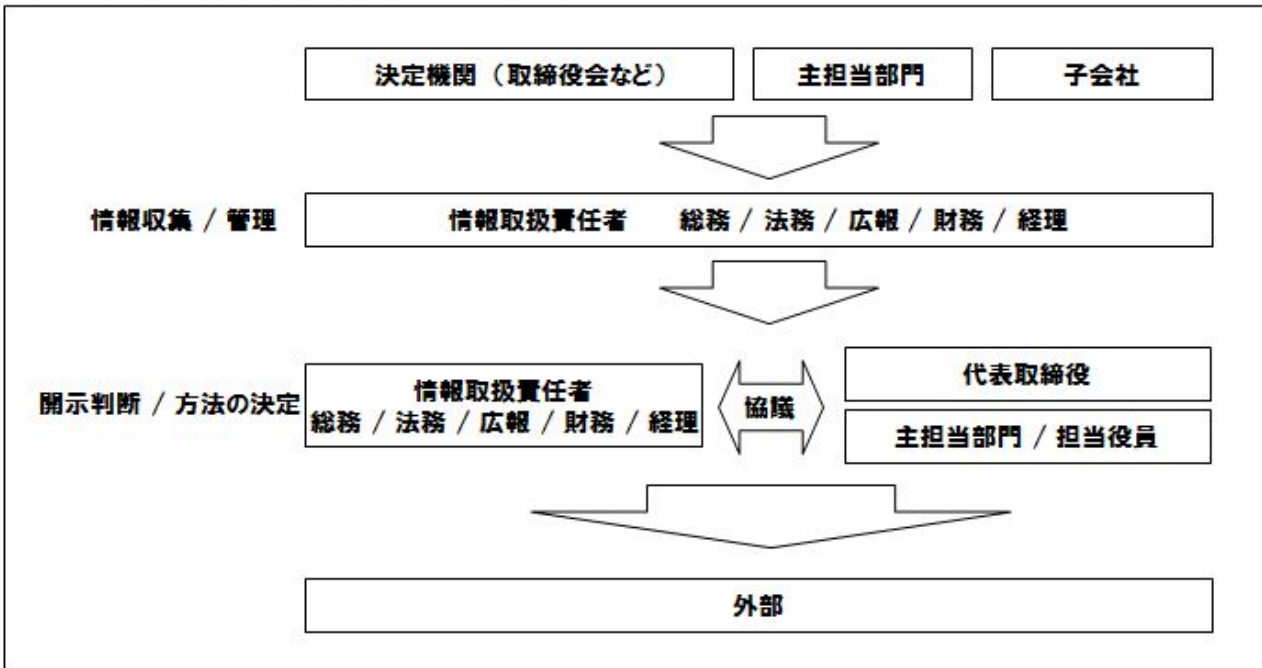 決定機関（取締役会など）
主担当部門
子会社
情報収集 / 管理
情報取扱責任者　総務 / 法務 / 広報 / 財務 / 経理
開示判断 / 方法の決定
情報取扱責任者
総務 / 法務 / 広報 / 財務 / 経理
協議
代表取締役
主担当部門 / 担当役員
外部